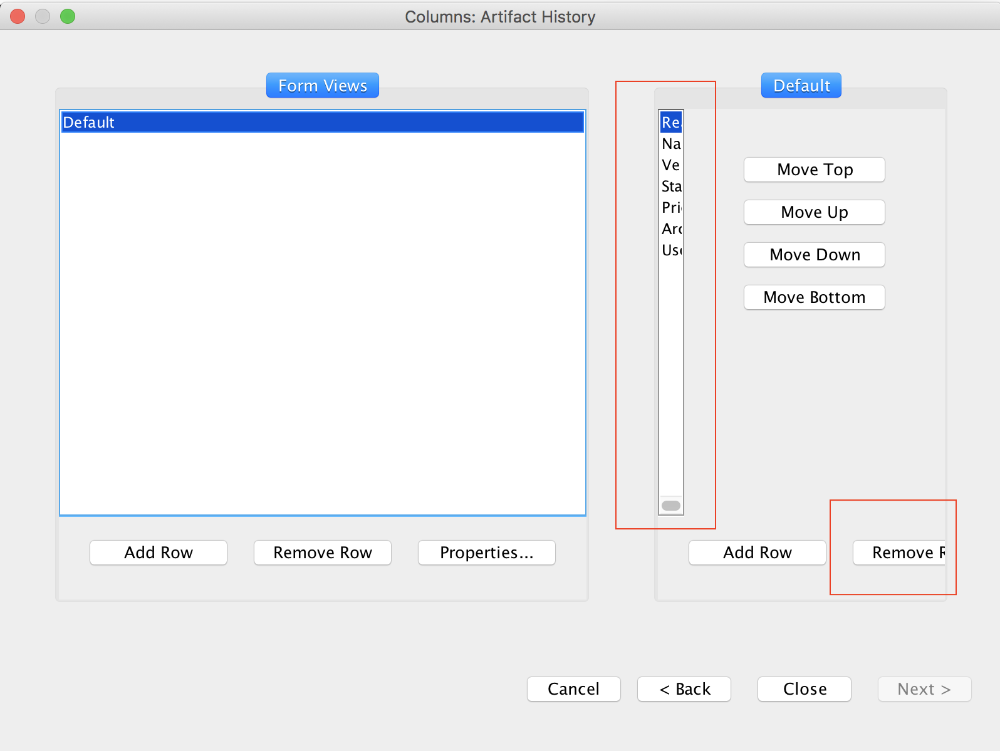 Columns: Artifact History
Form Views
Default
Add Row
Remove Row
Properties...
Default
Re
Na
Ve
Sta
Pri
Arc
Use
Move Top
Move Up
Move Down
Move Bottom
Add Row
Remove R
Cancel
< Back
Close
Next >